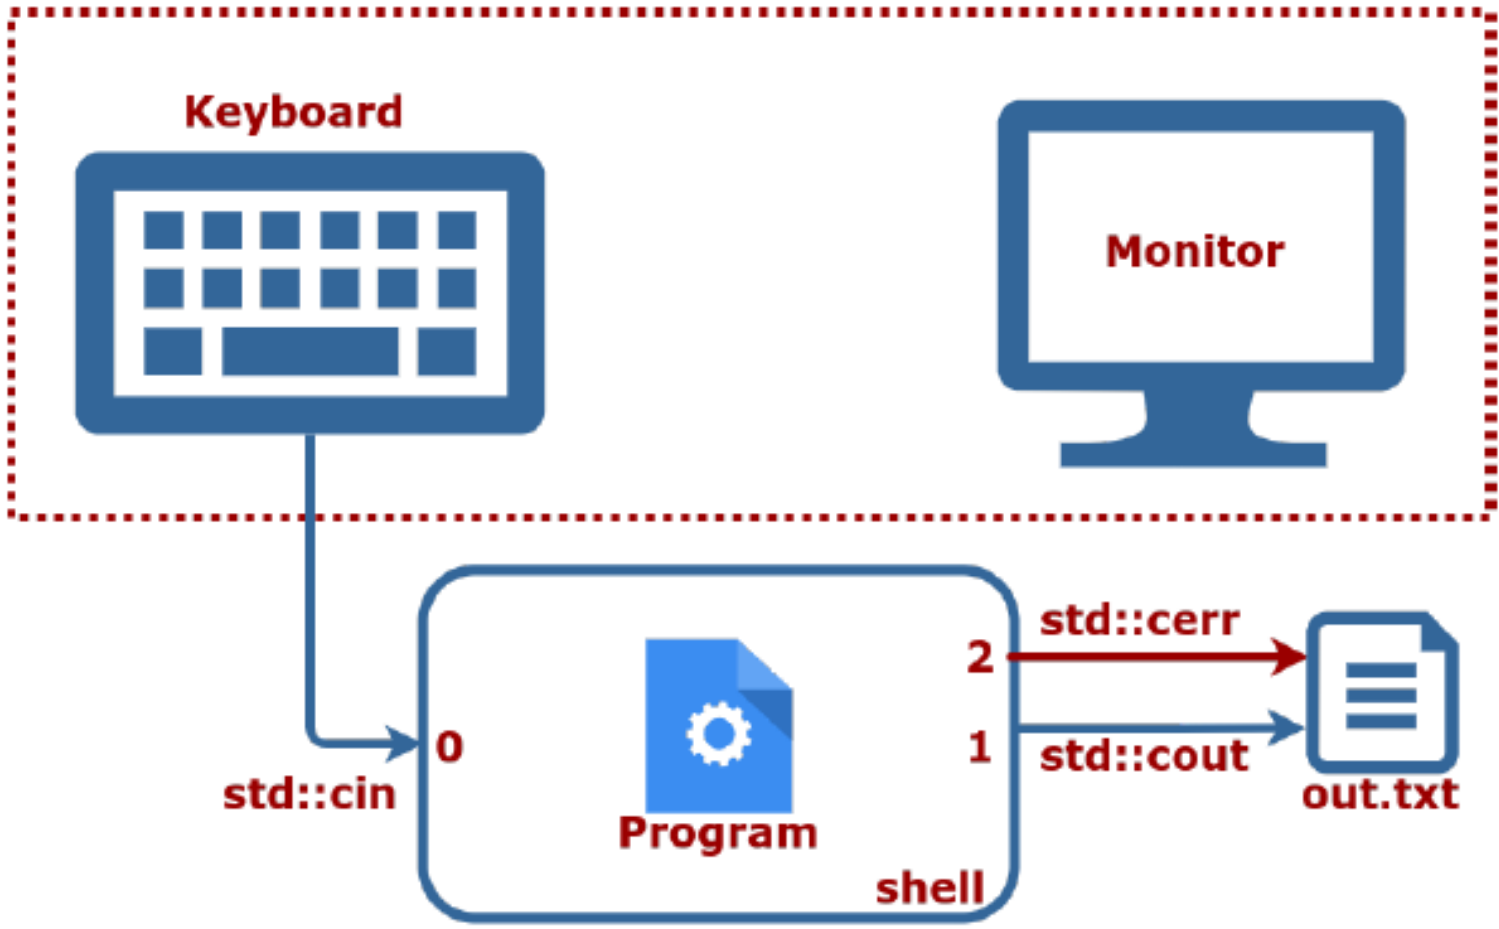 Keyboard
Monitor
std::cerr
2
0
1
std::cout
std::cin
out.txt
Program
shell